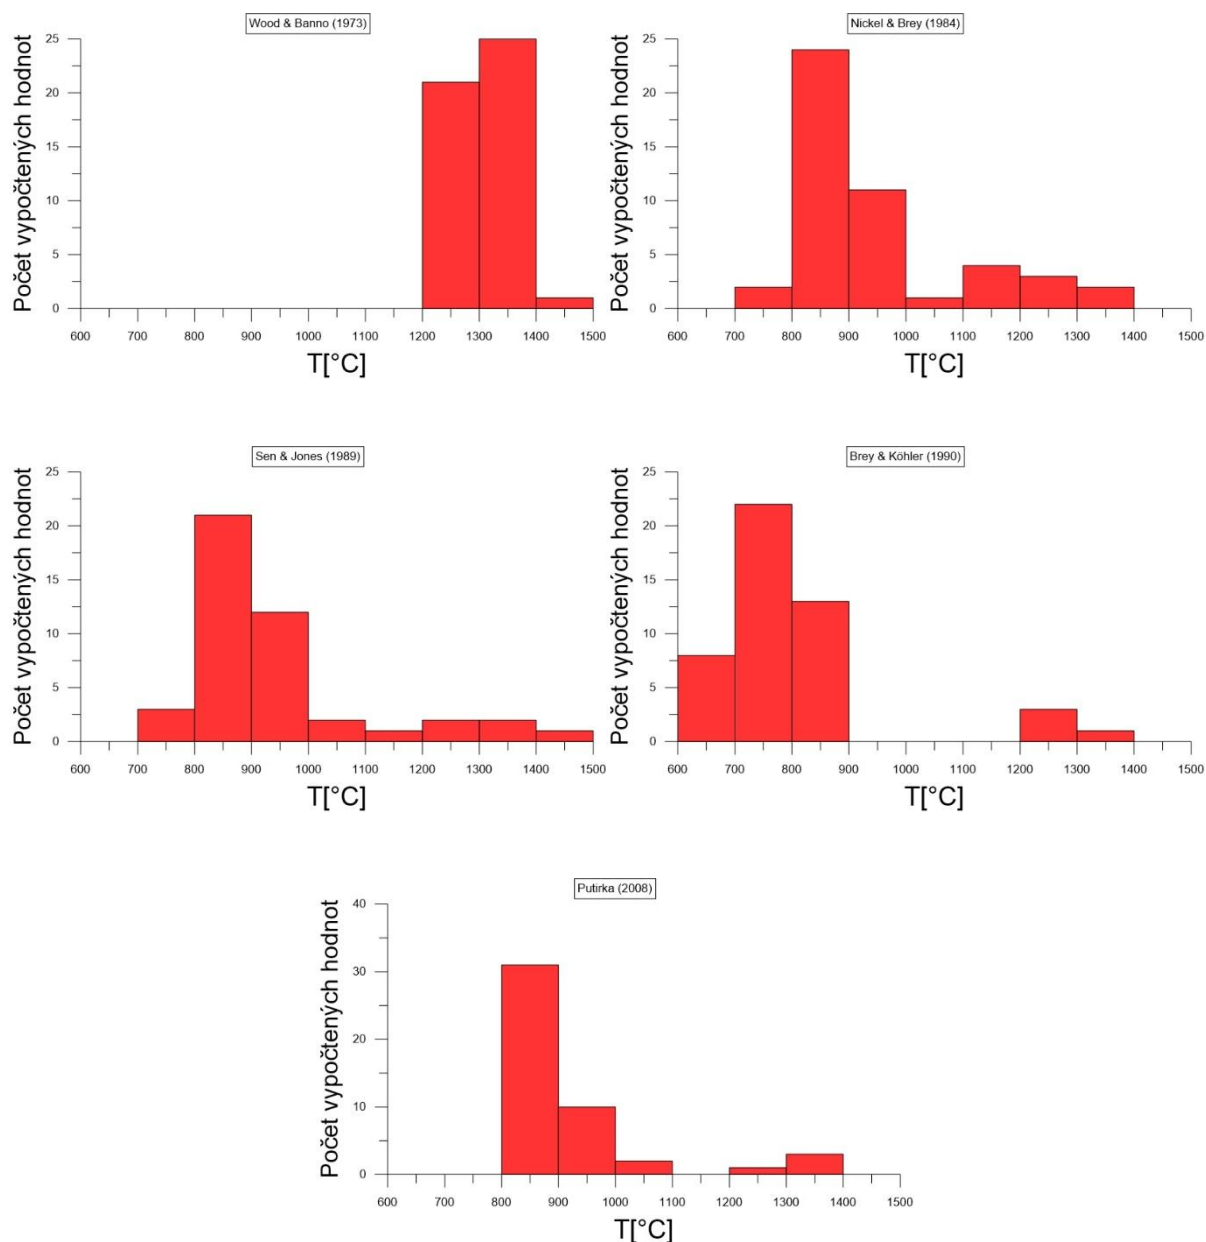 Wood & Banno (1973)
Počet vypočtených hodnot
25
20
15
10
5
0
600 700 800 900 1000 1100 1200 1300 1400 1500
T[°C]
Nickel & Brey (1984)
Počet vypočtených hodnot
25
20
15
10
5
0
600 700 800 900 1000 1100 1200 1300 1400 1500
T[°C]
Sen & Jones (1989)
Počet vypočtených hodnot
25
20
15
10
5
0
600 700 800 900 1000 1100 1200 1300 1400 1500
T[°C]
Brey & Köhler (1990)
Počet vypočtených hodnot
25
20
15
10
5
0
600 700 800 900 1000 1100 1200 1300 1400 1500
T[°C]
Putirka (2008)
Počet vypočtených hodnot
40
30
20
10
0
600 700 800 900 1000 1100 1200 1300 1400 1500
T[°C]